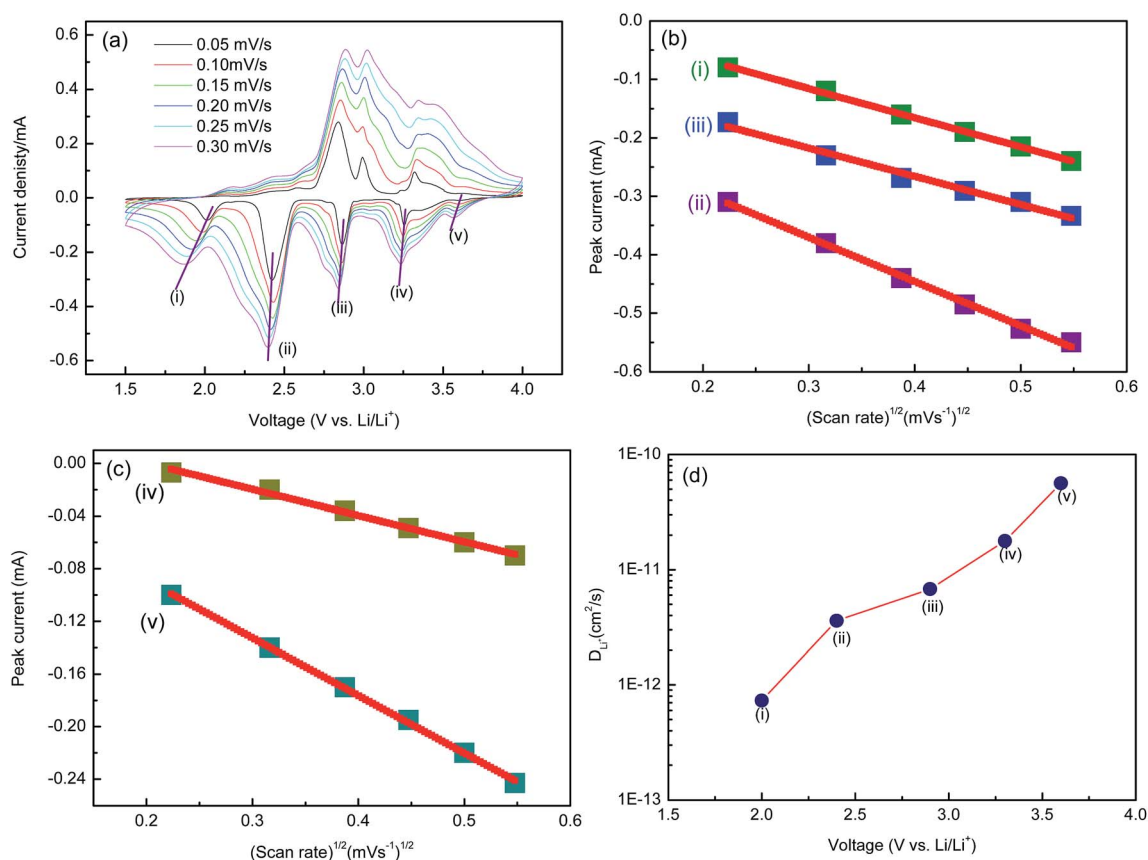 (a)
0.05 mV/s
0.10mV/s
0.15 mV/s
0.20 mV/s
0.25 mV/s
0.30 mV/s
0.6
0.4
0.2
0.0
-0.2
-0.4
-0.6
Current denisty/mA
(i)
(ii)
(iii)
(iv)
(v)
1.5 2.0 2.5 3.0 3.5 4.0
Voltage (V vs. Li/Li⁺)
(b)
0.0
-0.1
-0.2
-0.3
-0.4
-0.5
-0.6
Peak current (mA)
(i)
(iii)
(ii)
0.2 0.3 0.4 0.5 0.6
(Scan rate)¹/²(mVs⁻¹)¹/²
(c)
0.00
-0.04
-0.08
-0.12
-0.16
-0.20
-0.24
Peak current (mA)
(iv)
(v)
0.2 0.3 0.4 0.5 0.6
(Scan rate)¹/²(mVs⁻¹)¹/²
(d)
1E-10
1E-11
1E-12
1E-13
D_Li⁺(cm²/s)
(v)
(iv)
(iii)
(ii)
(i)
1.5 2.0 2.5 3.0 3.5 4.0
Voltage (V vs. Li/Li⁺)